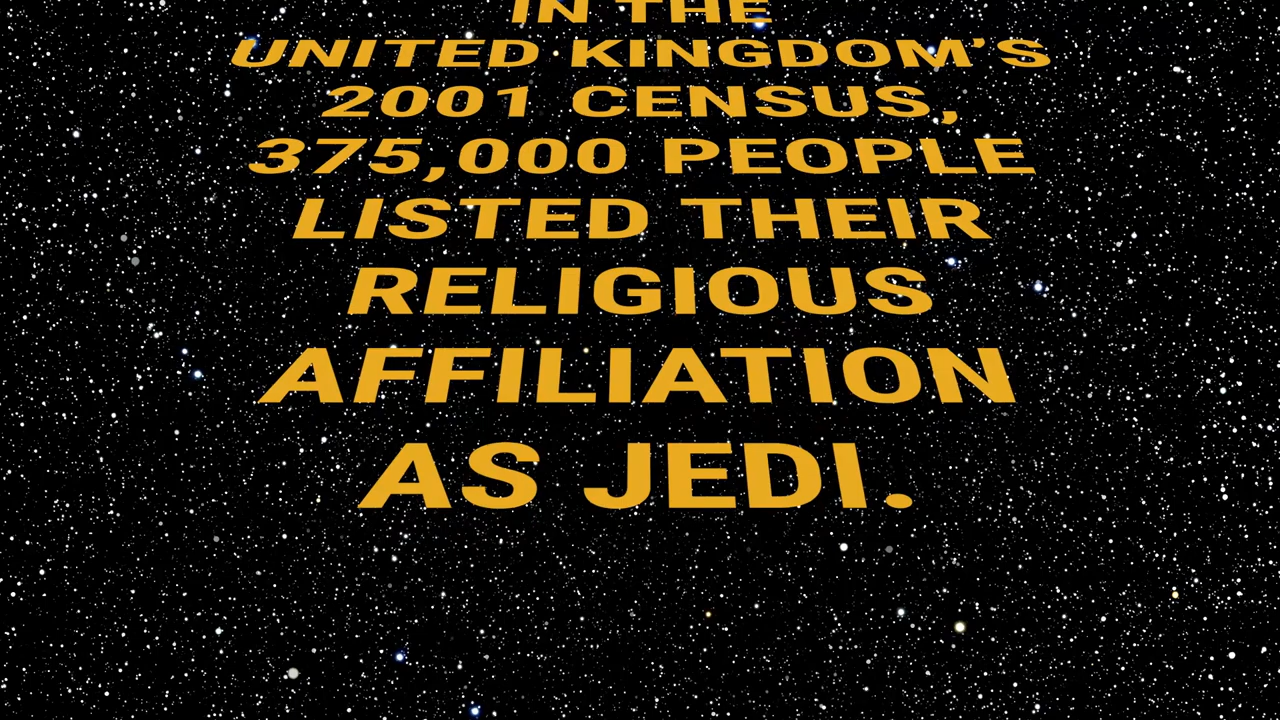 IN THE
UNITED KINGDOM’S
2001 CENSUS,
375,000 PEOPLE
LISTED THEIR
RELIGIOUS
AFFILIATION
AS JEDI.